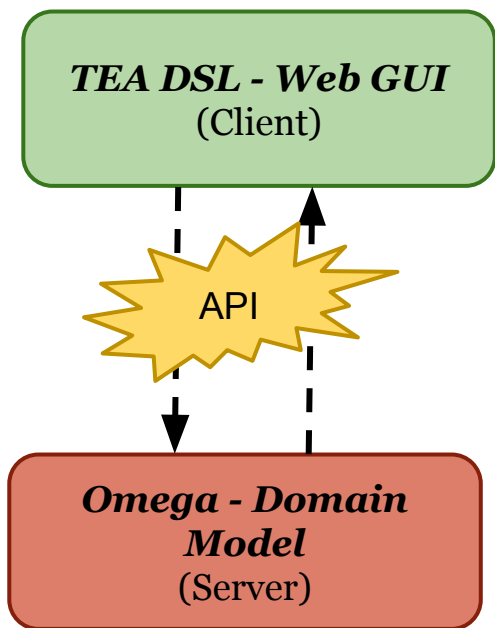 TEA DSL - Web GUI
(Client)
API
Omega - Domain
Model
(Server)